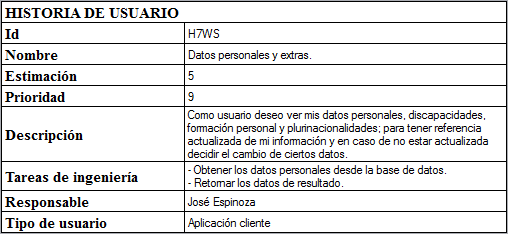 HISTORIA DE USUARIO
Id H7WS
Nombre Datos personales y extras.
Estimación 5
Prioridad 9
Descripción Como usuario deseo ver mis datos personales, discapacidades,
formación personal y plurinacionalidades; para tener referencia
actualizada de mi información y en caso de no estar actualizada
decidir el cambio de ciertos datos.
Tareas de ingeniería - Obtener los datos personales desde la base de datos.
- Retornar los datos de resultado.
Responsable José Espinoza
Tipo de usuario Aplicación cliente